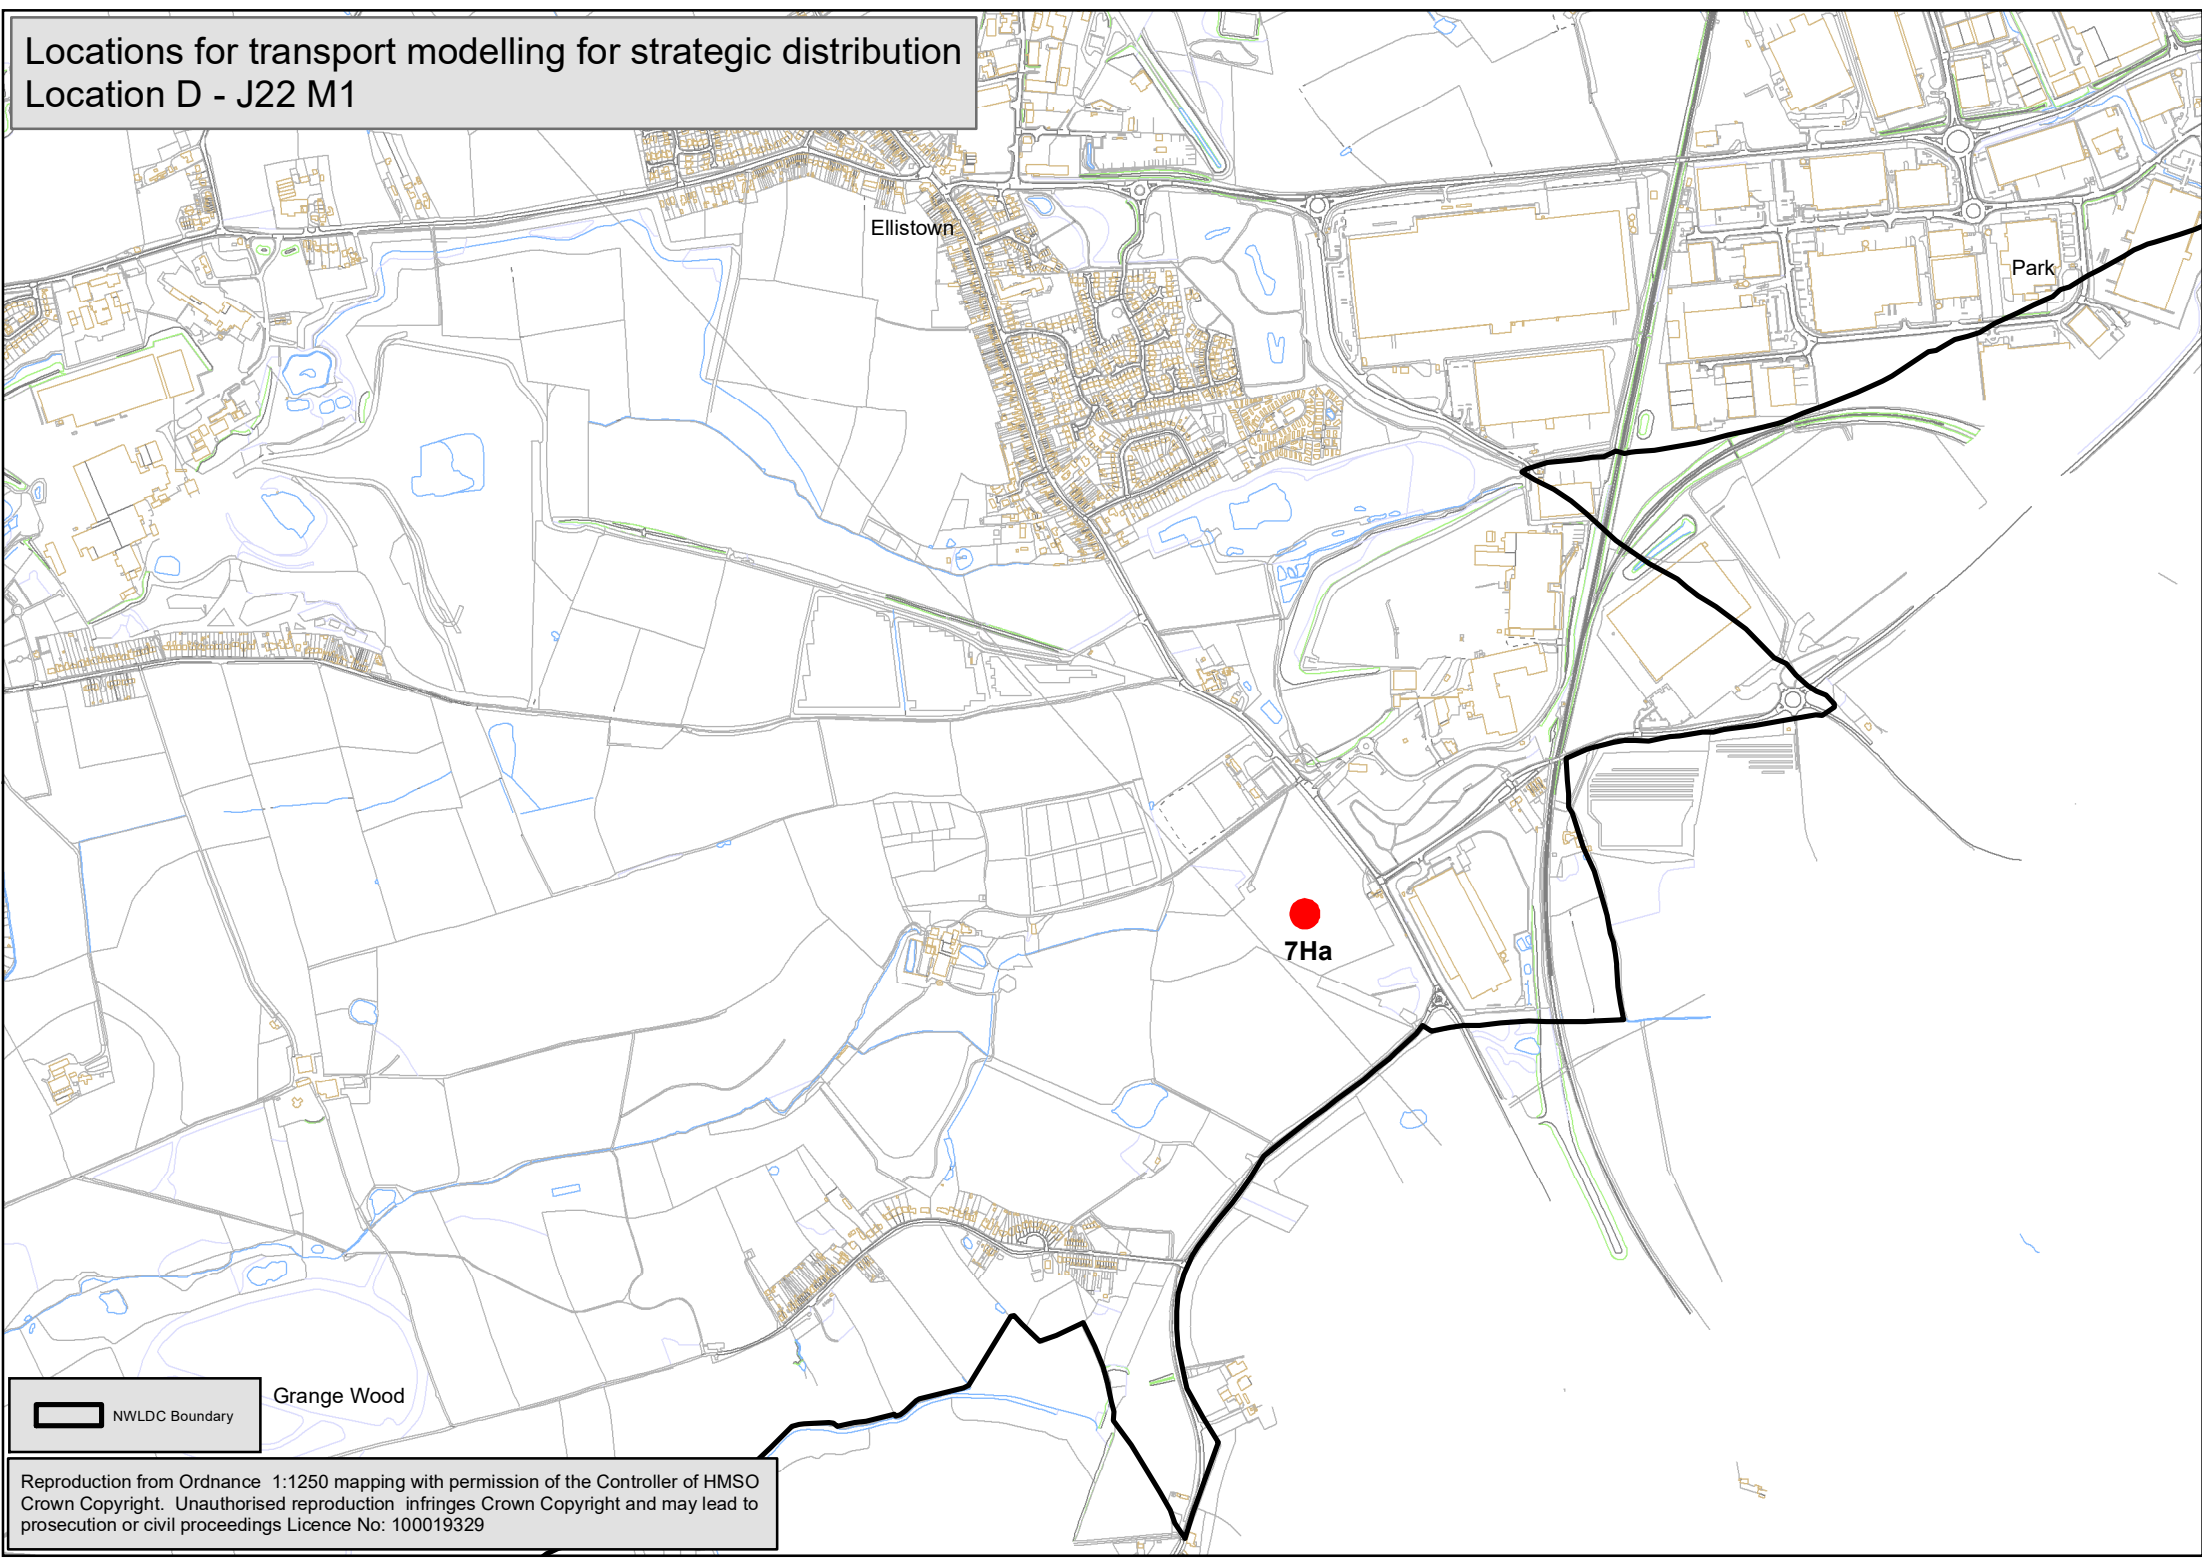 Locations for transport modelling for strategic distribution
Location D - J22 M1
Ellistown
Park
7Ha
Grange Wood
NWLDC Boundary
Reproduction from Ordnance 1:1250 mapping with permission of the Controller of HMSO
Crown Copyright. Unauthorised reproduction infringes Crown Copyright and may lead to
prosecution or civil proceedings Licence No: 100019329